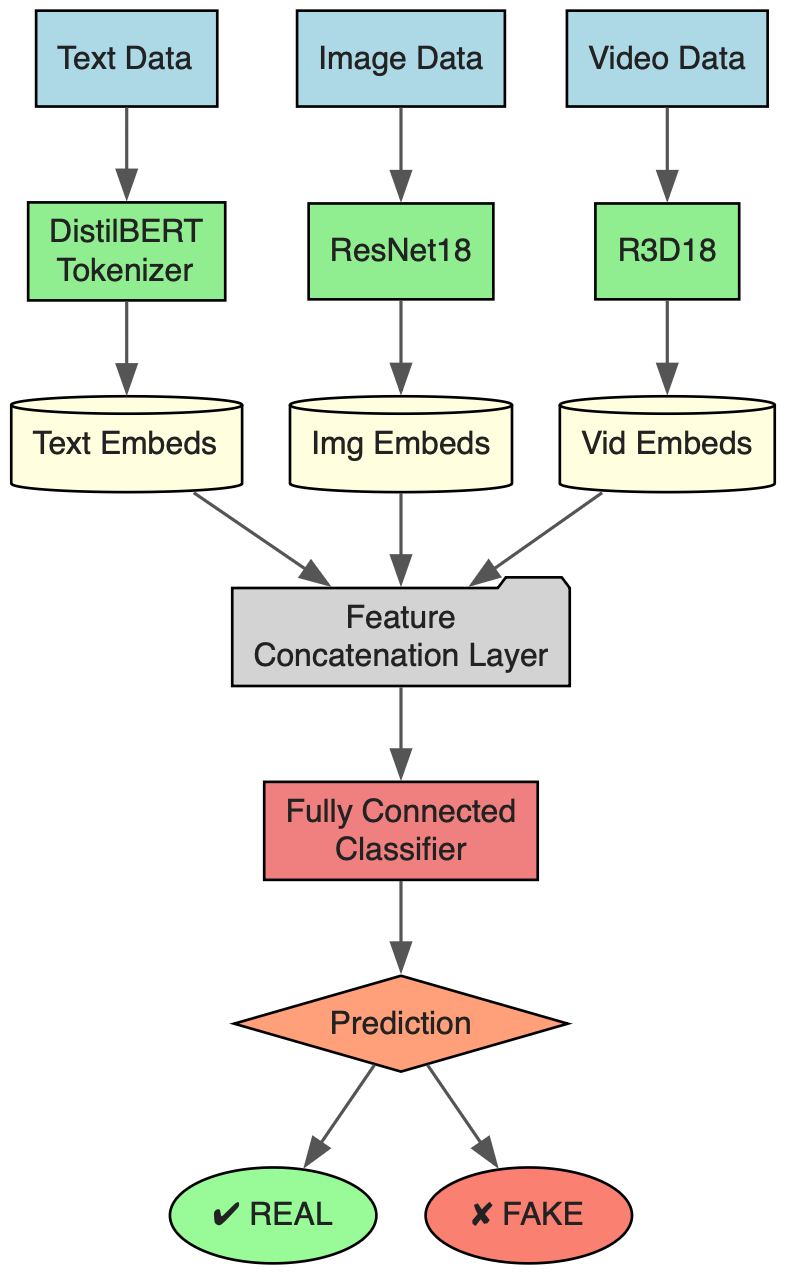 Text Data
Image Data
Video Data
DistilBERT
Tokenizer
ResNet18
R3D18
Text Embeds
Img Embeds
Vid Embeds
Feature
Concatenation Layer
Fully Connected
Classifier
Prediction
✔ REAL
✘ FAKE